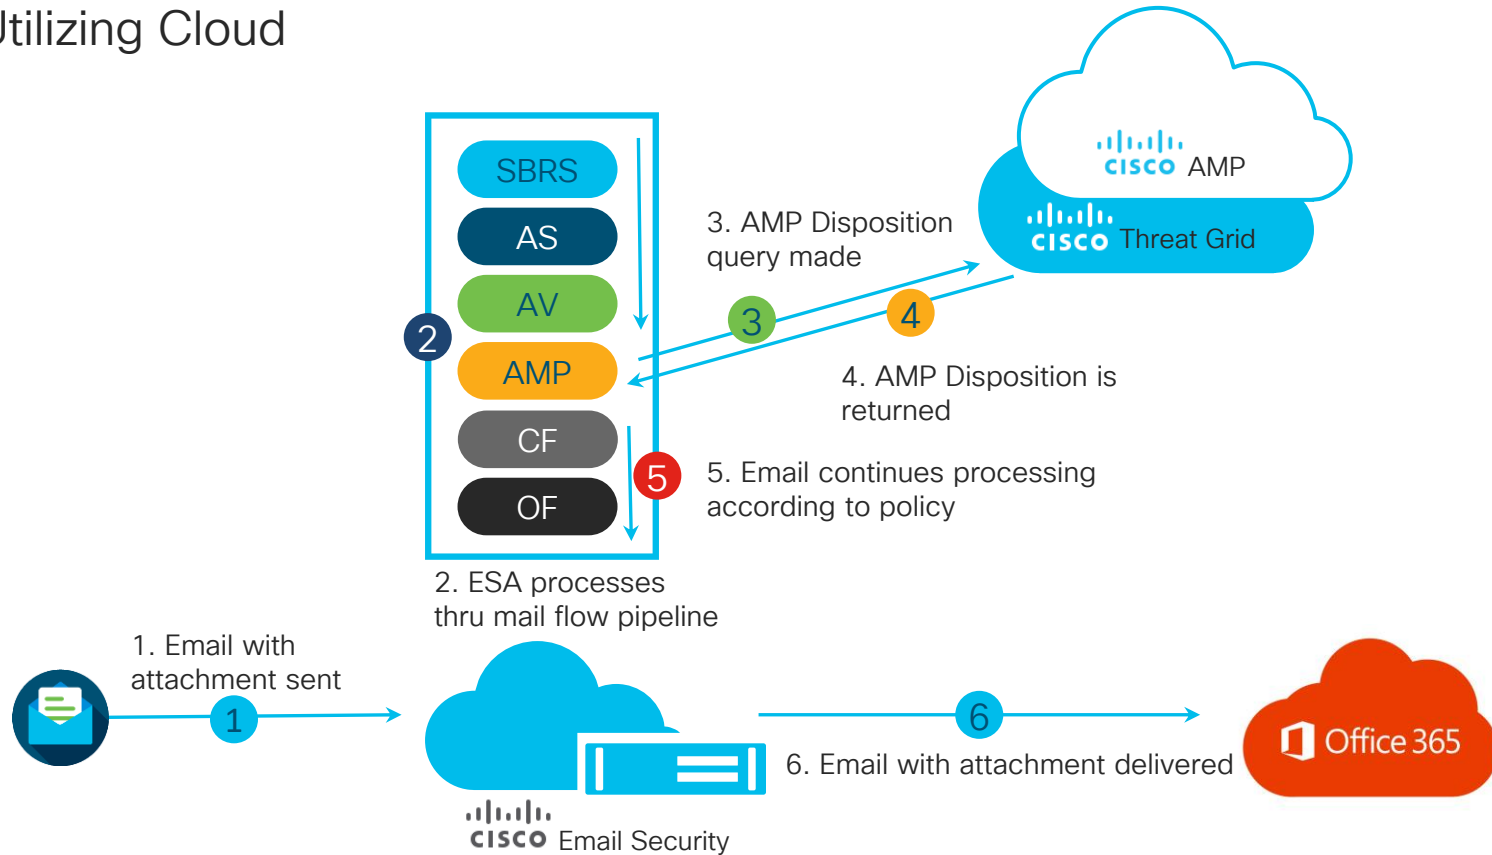 Utilizing Cloud
SBRS
AS
AV
AMP
CF
OF
2
3. AMP Disposition
query made
3
4
4. AMP Disposition is
returned
5
5. Email continues processing
according to policy
CISCO AMP
CISCO Threat Grid
2. ESA processes
thru mail flow pipeline
1. Email with
attachment sent
1
CISCO Email Security
6
6. Email with attachment delivered
Office 365